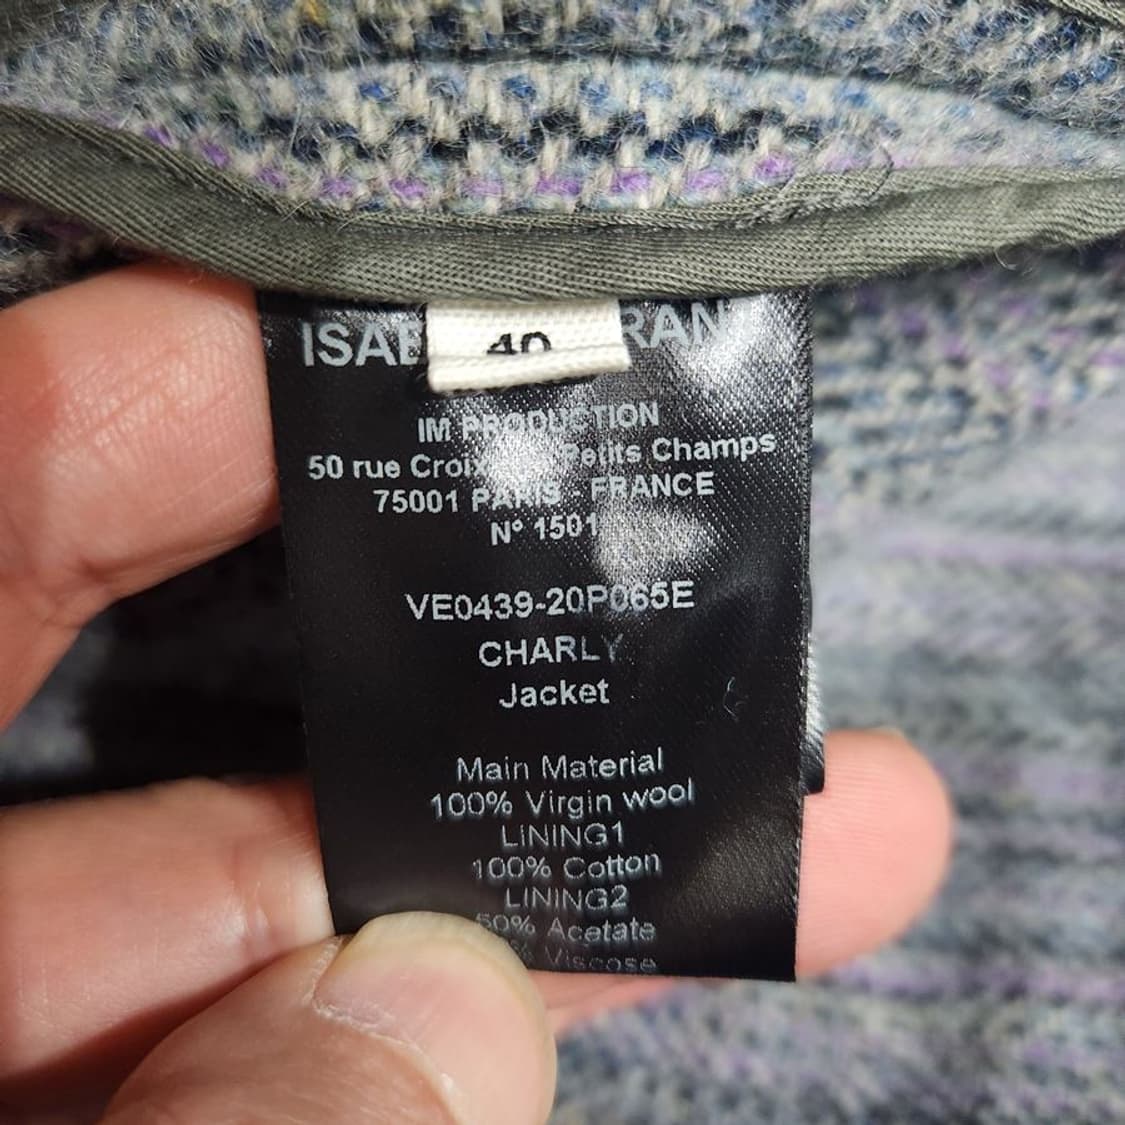 ISAB RAN
40
IM PRODUCTION
50 rue Croix Petits Champs
75001 PARIS - FRANCE
N° 1501
VE0439-20P065E
CHARLY
Jacket
Main Material
100% Virgin wool
LINING1
100% Cotton
LINING2
50% Acetate
% Viscose